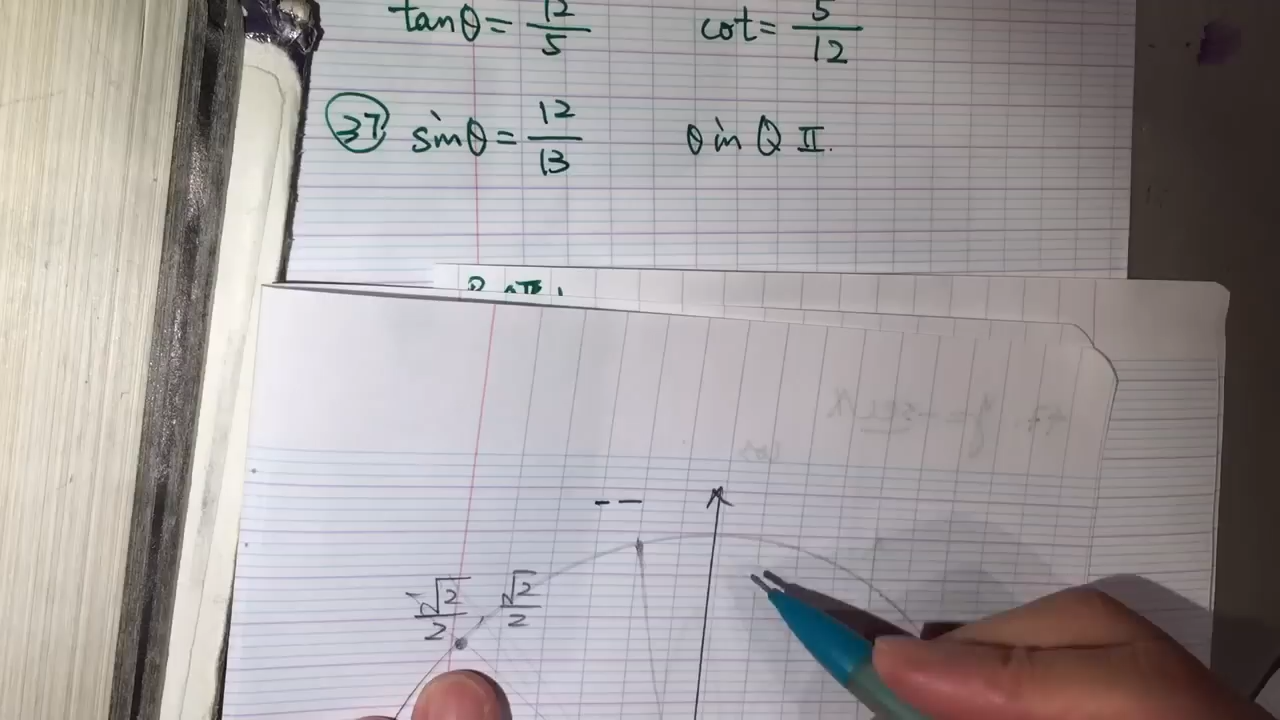 tanθ = 12/5 cot = 5/12
37 sinθ = 12/13 θ in Q II.
-√2/2 √2/2